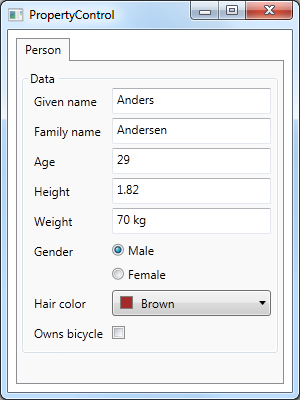 PropertyControl
Person
Data
Given name Anders
Family name Andersen
Age 29
Height 1.82
Weight 70 kg
Gender Male
Female
Hair color Brown
Owns bicycle